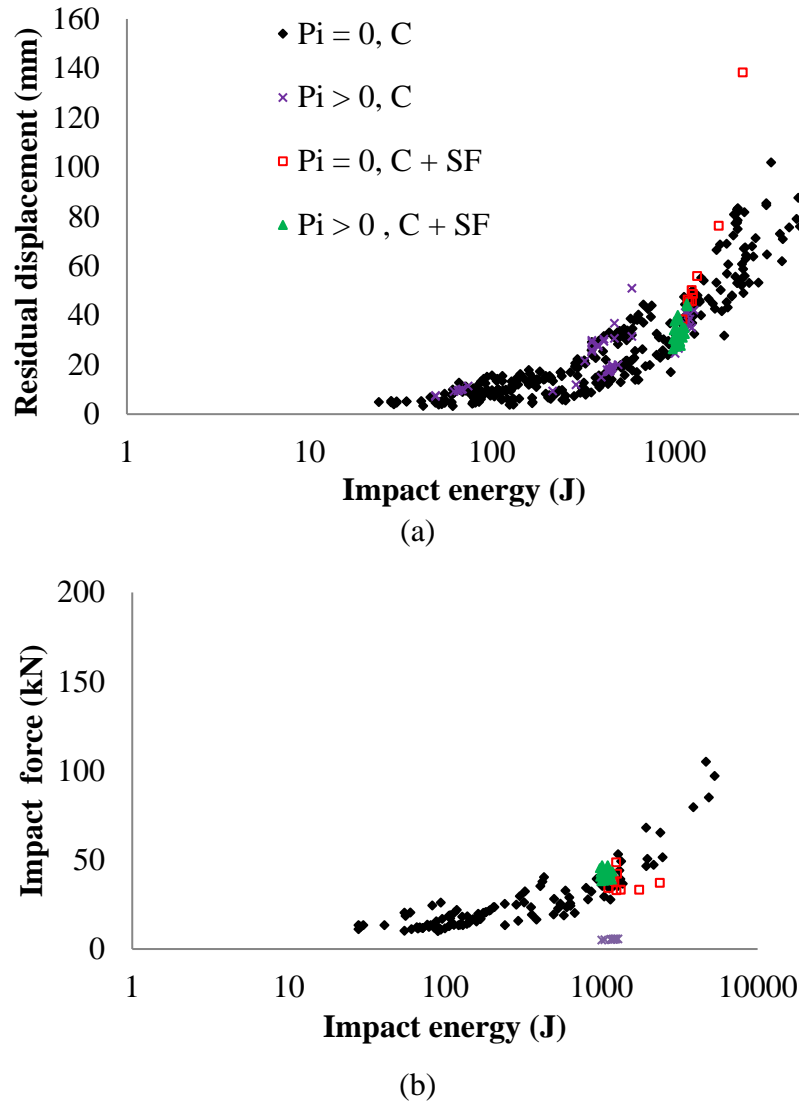 160
140
120
100
80
60
40
20
0
Residual displacement (mm)
Pi = 0, C
Pi > 0, C
Pi = 0, C + SF
Pi > 0 , C + SF
1 10 100 1000
Impact energy (J)
(a)
200
150
100
50
0
Impact force (kN)
1 10 100 1000 10000
Impact energy (J)
(b)